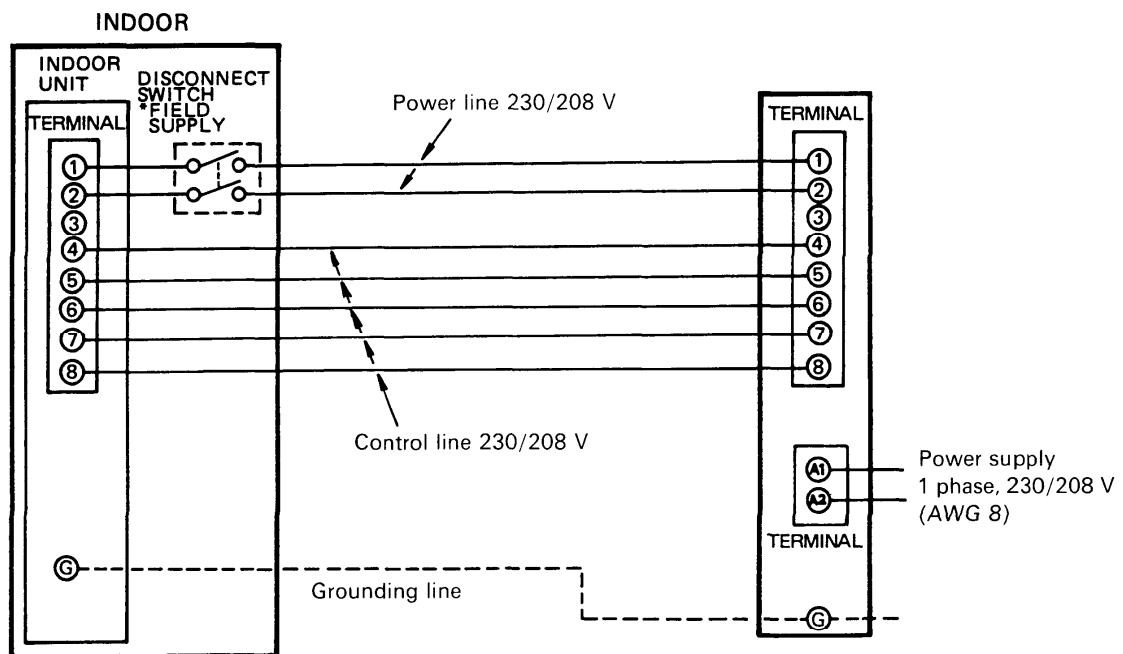 INDOOR
INDOOR
UNIT
DISCONNECT
SWITCH
*FIELD
SUPPLY
TERMINAL
1
2
3
4
5
6
7
8
G
Power line 230/208 V
Control line 230/208 V
Grounding line
TERMINAL
1
2
3
4
5
6
7
8
A1
A2
TERMINAL
G
Power supply
1 phase, 230/208 V
(AWG 8)